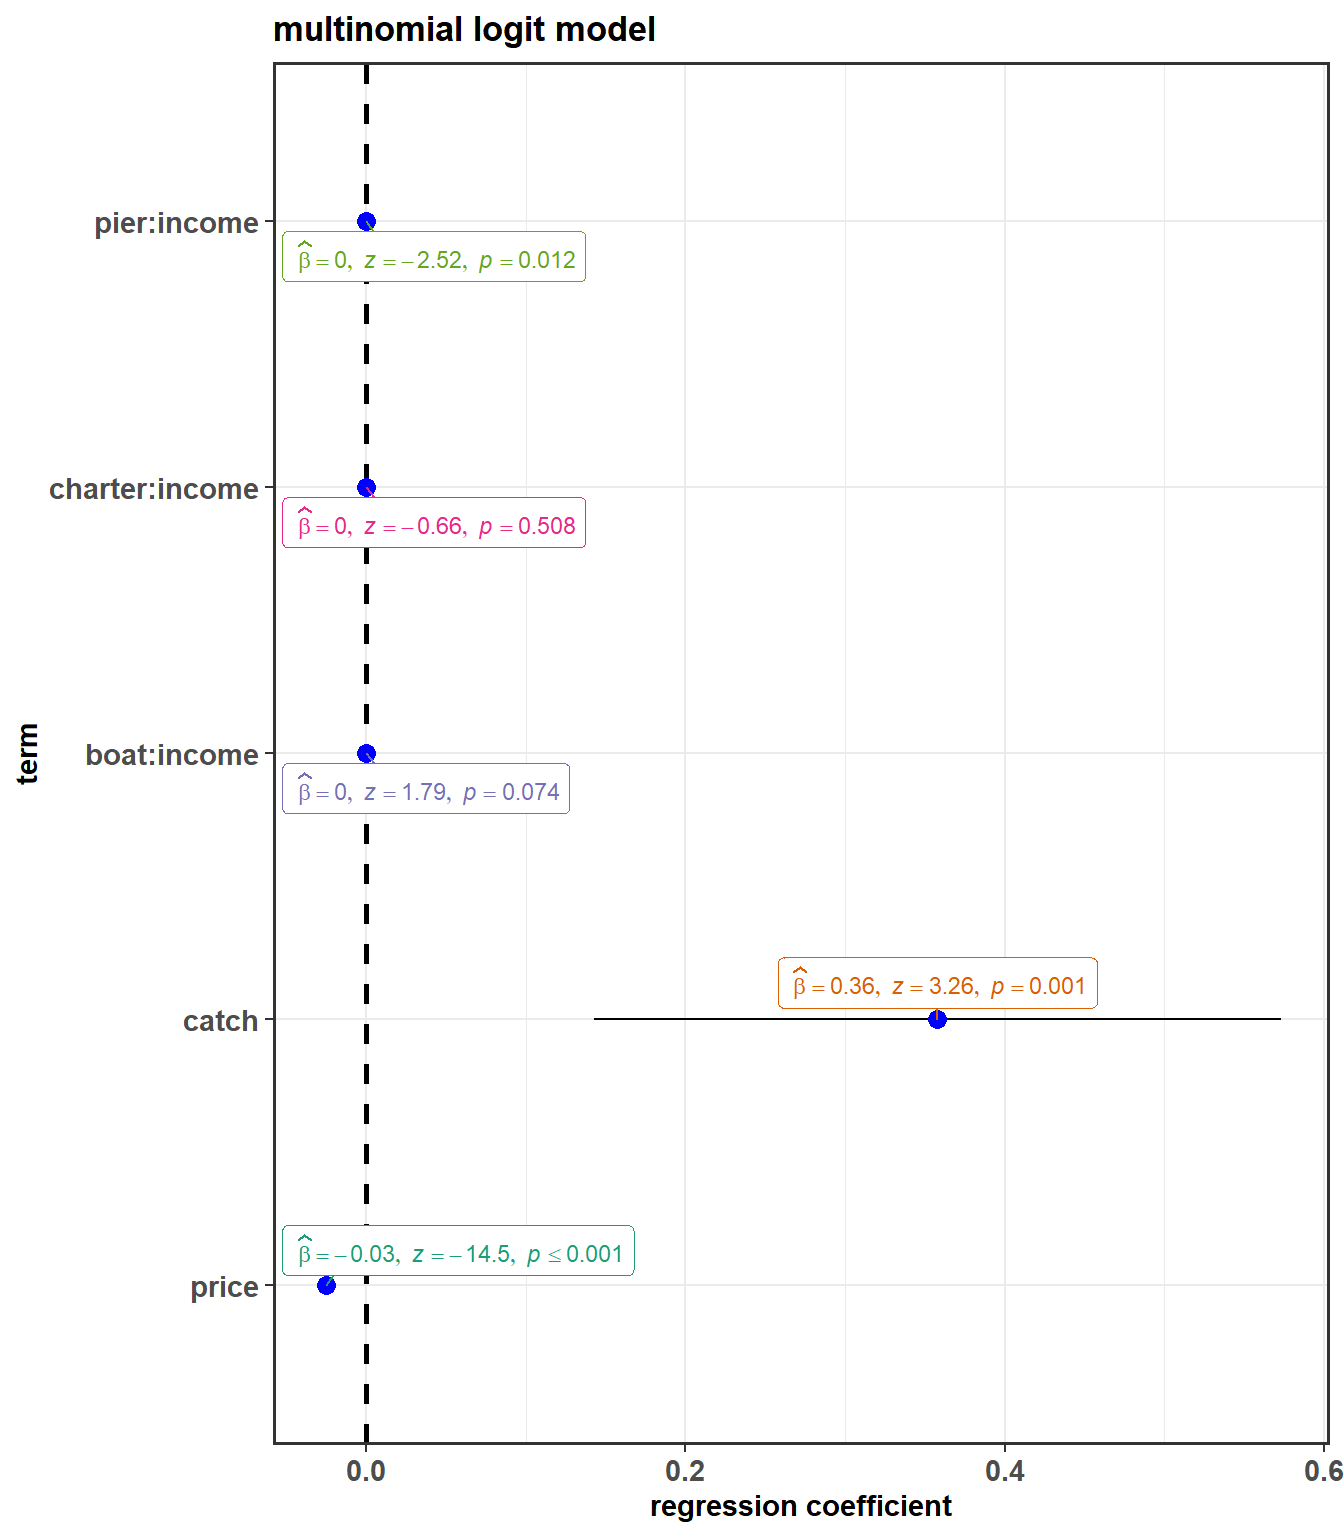 multinomial logit model
pier:income
β̂ = 0, z = −2.52, p = 0.012
charter:income
β̂ = 0, z = −0.66, p = 0.508
term
boat:income
β̂ = 0, z = 1.79, p = 0.074
catch
β̂ = 0.36, z = 3.26, p = 0.001
price
β̂ = −0.03, z = −14.5, p ≤ 0.001
0.0 0.2 0.4 0.6
regression coefficient